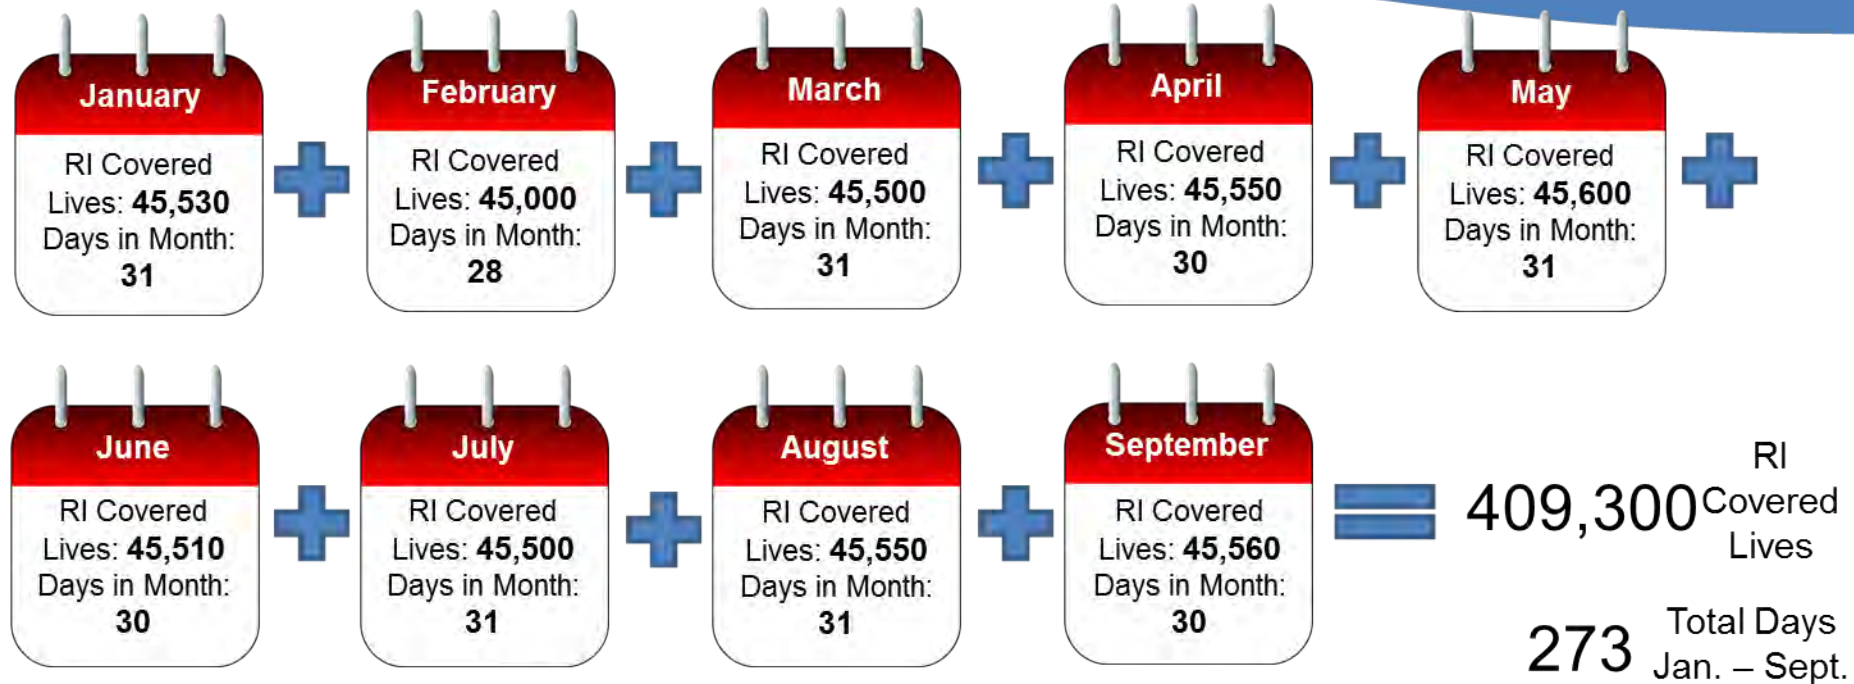 January
RI Covered
Lives: 45,530
Days in Month:
31
February
RI Covered
Lives: 45,000
Days in Month:
28
March
RI Covered
Lives: 45,500
Days in Month:
31
April
RI Covered
Lives: 45,550
Days in Month:
30
May
RI Covered
Lives: 45,600
Days in Month:
31
June
RI Covered
Lives: 45,510
Days in Month:
30
July
RI Covered
Lives: 45,500
Days in Month:
31
August
RI Covered
Lives: 45,550
Days in Month:
31
September
RI Covered
Lives: 45,560
Days in Month:
30
409,300
RI
Covered
Lives
273
Total Days
Jan. – Sept.